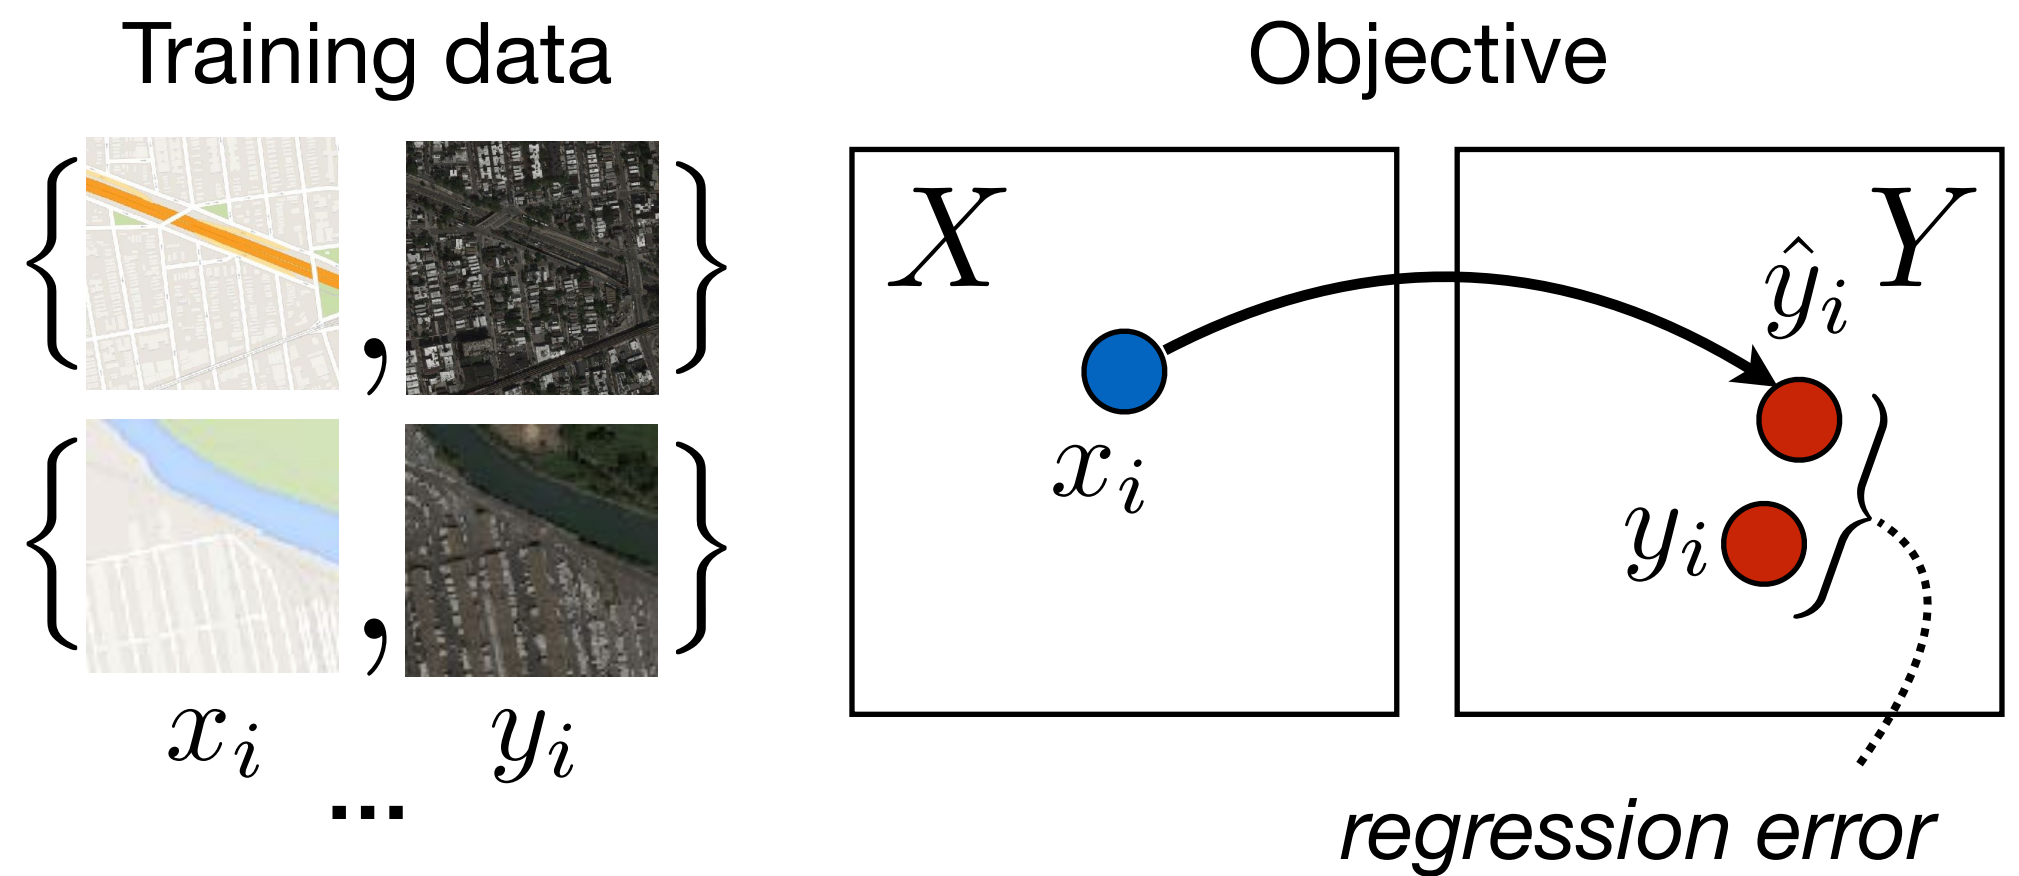 Training data
{ , }
{ , }
x_i y_i
...
Objective
X
Y
ŷ_i
x_i
y_i
regression error